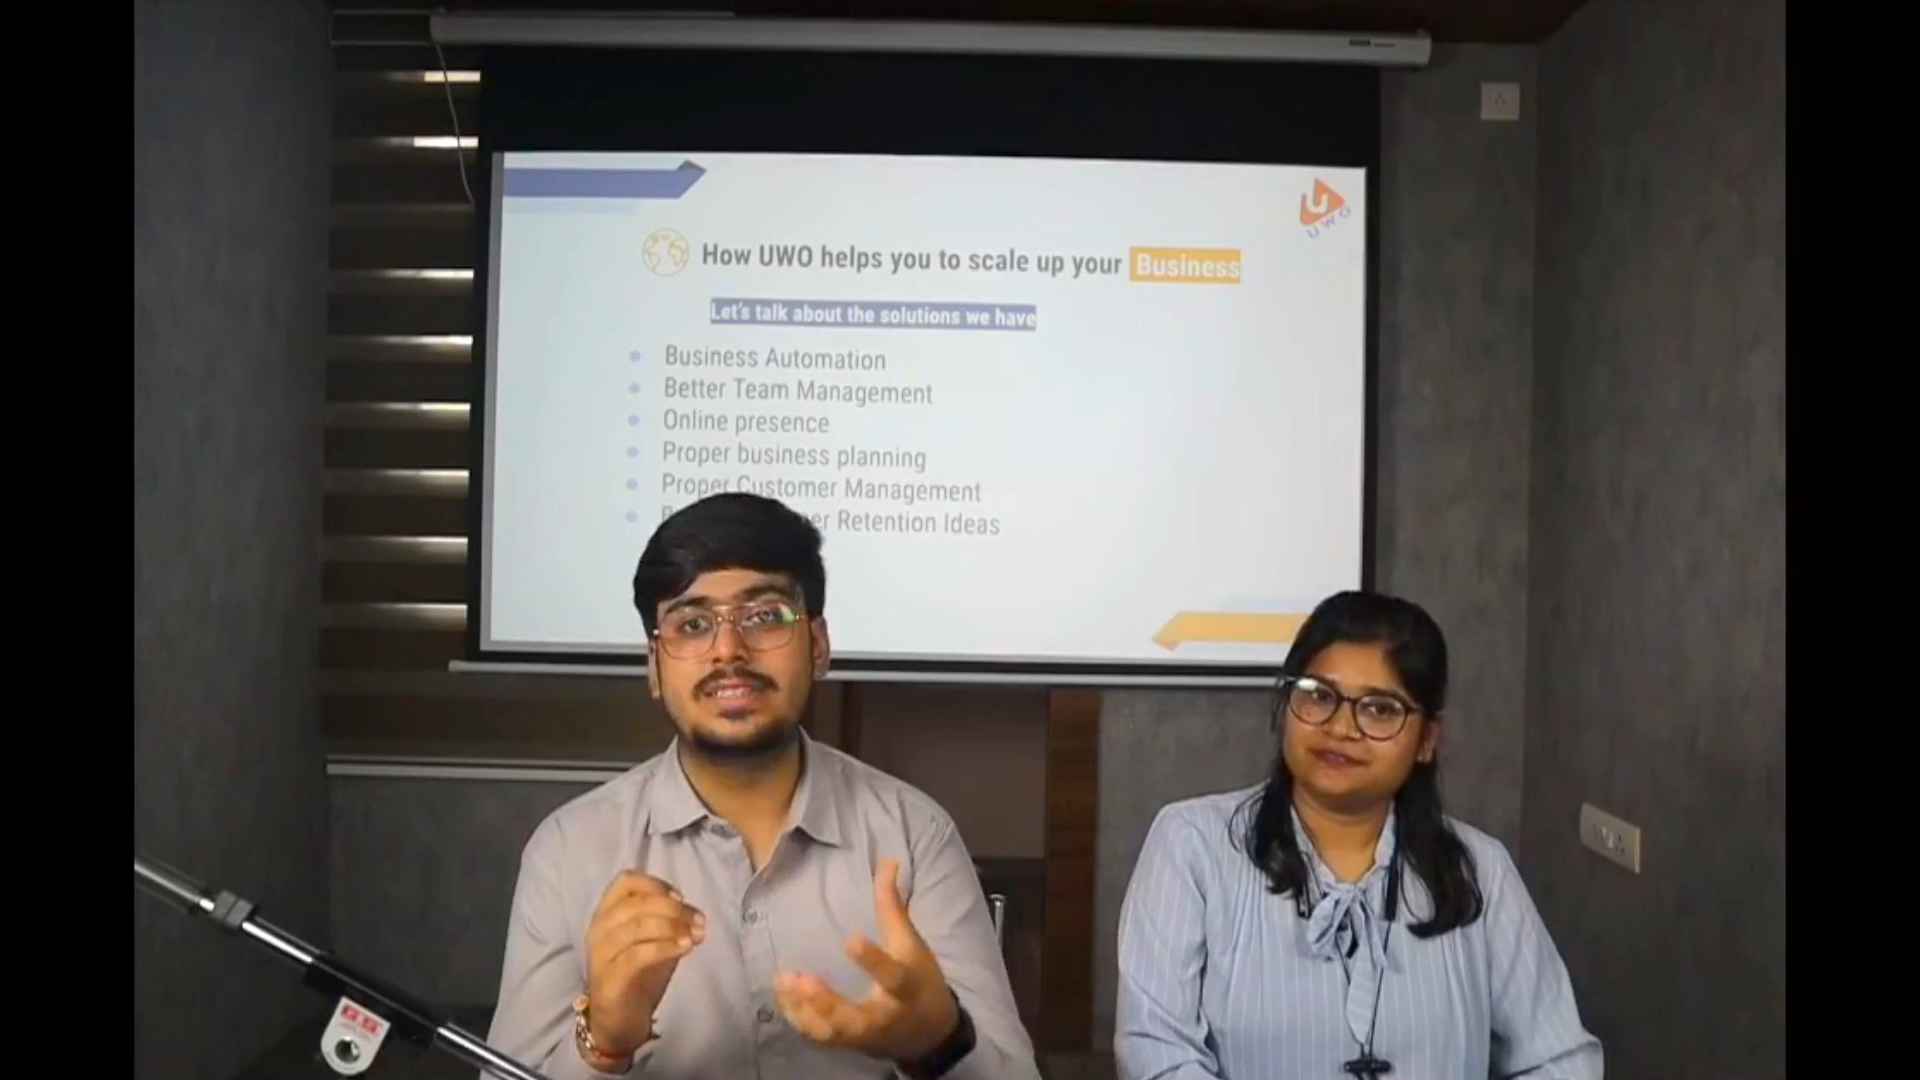 U
UWO
How UWO helps you to scale up your Business
Let's talk about the solutions we have
Business Automation
Better Team Management
Online presence
Proper business planning
Proper Customer Management
er Retention Ideas